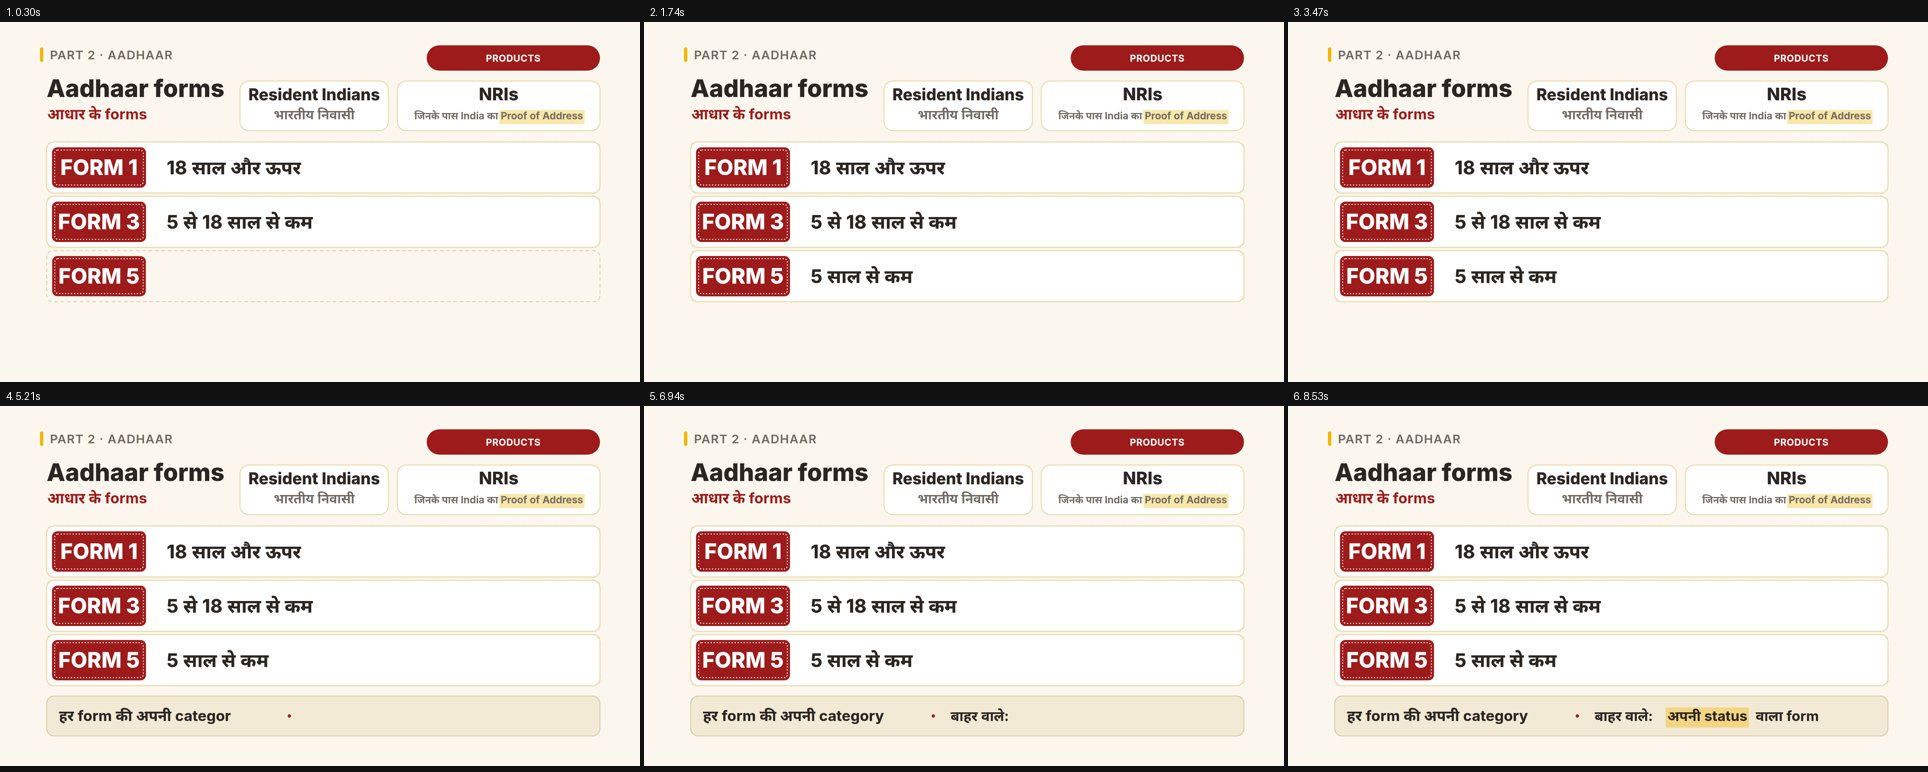 1. 0.30s
PART 2 · AADHAAR
PRODUCTS
Aadhaar forms
आधार के forms
Resident Indians
भारतीय निवासी
NRIs
जिनके पास India का Proof of Address
FORM 1 18 साल और ऊपर
FORM 3 5 से 18 साल से कम
FORM 5
2. 1.74s
PART 2 · AADHAAR
PRODUCTS
Aadhaar forms
आधार के forms
Resident Indians
भारतीय निवासी
NRIs
जिनके पास India का Proof of Address
FORM 1 18 साल और ऊपर
FORM 3 5 से 18 साल से कम
FORM 5 5 साल से कम
3. 3.47s
PART 2 · AADHAAR
PRODUCTS
Aadhaar forms
आधार के forms
Resident Indians
भारतीय निवासी
NRIs
जिनके पास India का Proof of Address
FORM 1 18 साल और ऊपर
FORM 3 5 से 18 साल से कम
FORM 5 5 साल से कम
4. 5.21s
PART 2 · AADHAAR
PRODUCTS
Aadhaar forms
आधार के forms
Resident Indians
भारतीय निवासी
NRIs
जिनके पास India का Proof of Address
FORM 1 18 साल और ऊपर
FORM 3 5 से 18 साल से कम
FORM 5 5 साल से कम
हर form की अपनी categor •
5. 6.94s
PART 2 · AADHAAR
PRODUCTS
Aadhaar forms
आधार के forms
Resident Indians
भारतीय निवासी
NRIs
जिनके पास India का Proof of Address
FORM 1 18 साल और ऊपर
FORM 3 5 से 18 साल से कम
FORM 5 5 साल से कम
हर form की अपनी category • बाहर वाले:
6. 8.53s
PART 2 · AADHAAR
PRODUCTS
Aadhaar forms
आधार के forms
Resident Indians
भारतीय निवासी
NRIs
जिनके पास India का Proof of Address
FORM 1 18 साल और ऊपर
FORM 3 5 से 18 साल से कम
FORM 5 5 साल से कम
हर form की अपनी category • बाहर वाले: अपनी status वाला form